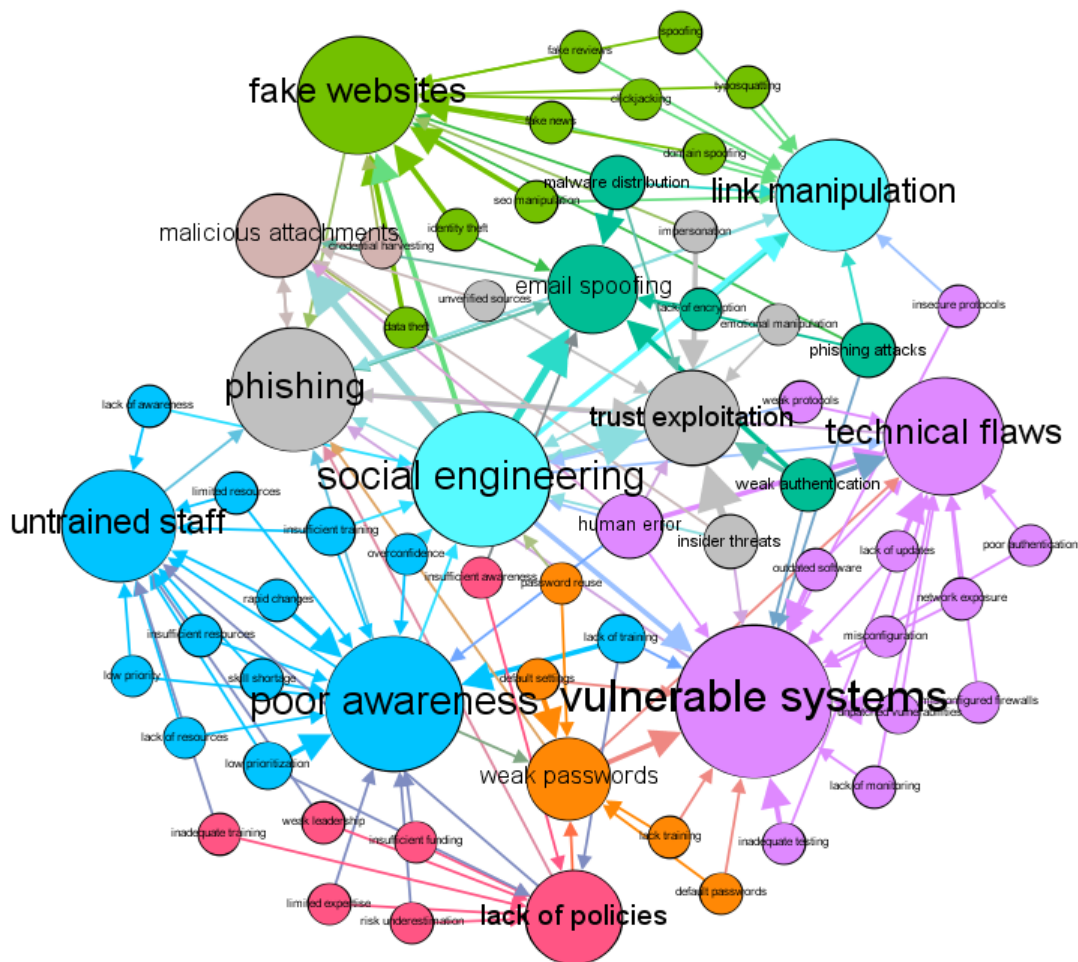 spoofing
fake reviews
fake websites
typosquatting
clickjacking
fake news
domain spoofing
malware distribution
link manipulation
seo manipulation
identity theft
impersonation
malicious attachments
credential harvesting
email spoofing
unverified sources
lack of encryption
insecure protocols
data theft
emotional manipulation
phishing attacks
phishing
lack of awareness
weak protocols
trust exploitation
technical flaws
social engineering
weak authentication
limited resources
untrained staff
insufficient training
human error
insider threats
overconfidence
lack of updates
poor authentication
outdated software
insufficient awareness
password reuse
rapid changes
network exposure
insufficient resources
lack of training
misconfiguration
low priority
skill shortage
default settings
poor awareness
vulnerable systems
misconfigured firewalls
unpatched vulnerabilities
lack of resources
low prioritization
weak passwords
lack of monitoring
weak leadership
inadequate training
insufficient funding
lack training
inadequate testing
default passwords
limited expertise
risk underestimation
lack of policies